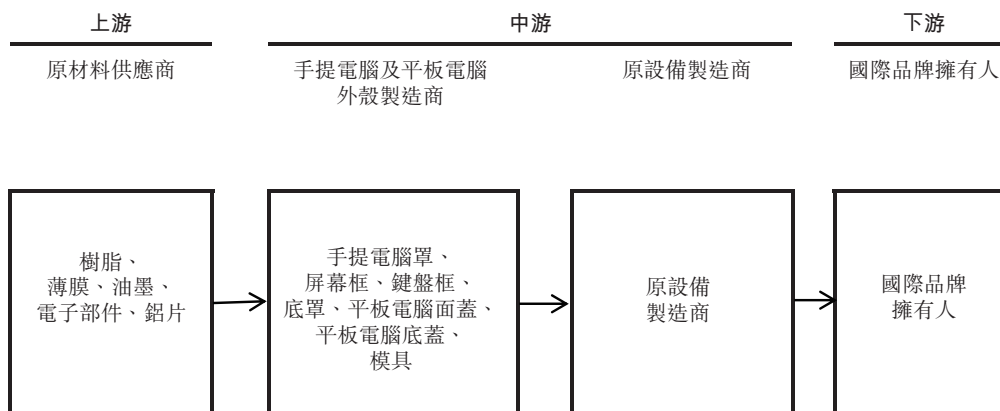 上游
中游
下游
原材料供應商
手提電腦及平板電腦
外殼製造商
原設備製造商
國際品牌擁有人
樹脂、
薄膜、油墨、
電子部件、鋁片
手提電腦罩、
屏幕框、鍵盤框、
底罩、平板電腦面蓋、
平板電腦底蓋、
模具
原設備
製造商
國際品牌
擁有人